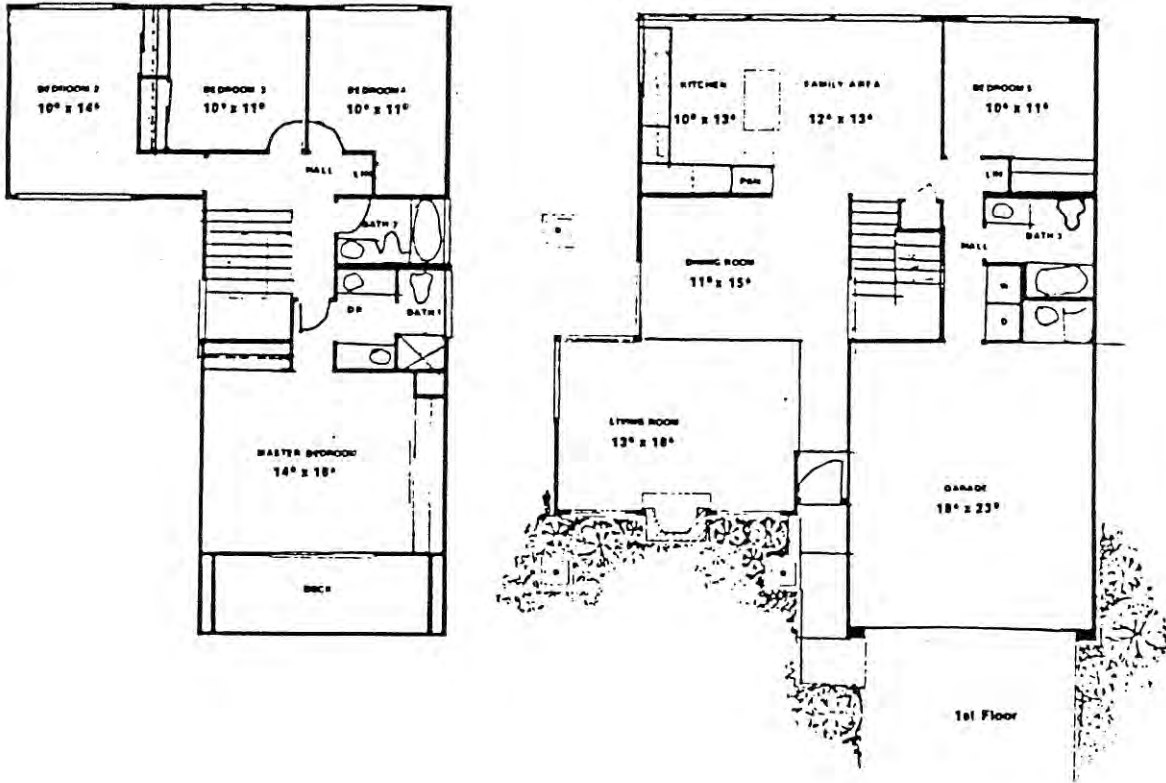 BEDROOM 2
10⁰ x 14⁰
BEDROOM 3
10⁰ x 11⁰
BEDROOM 4
10⁰ x 11⁰
HALL
LIN
BATH 2
DR
BATH 1
MASTER BEDROOM
14⁰ x 18⁰
DECK
KITCHEN
10⁰ x 13⁰
FAMILY AREA
12⁰ x 13⁰
BEDROOM 5
10⁰ x 11⁰
PAN
LIN
DINING ROOM
11⁰ x 15⁰
HALL
BATH 3
W
D
LIVING ROOM
13⁰ x 18⁰
GARAGE
18⁰ x 23⁰
1st Floor